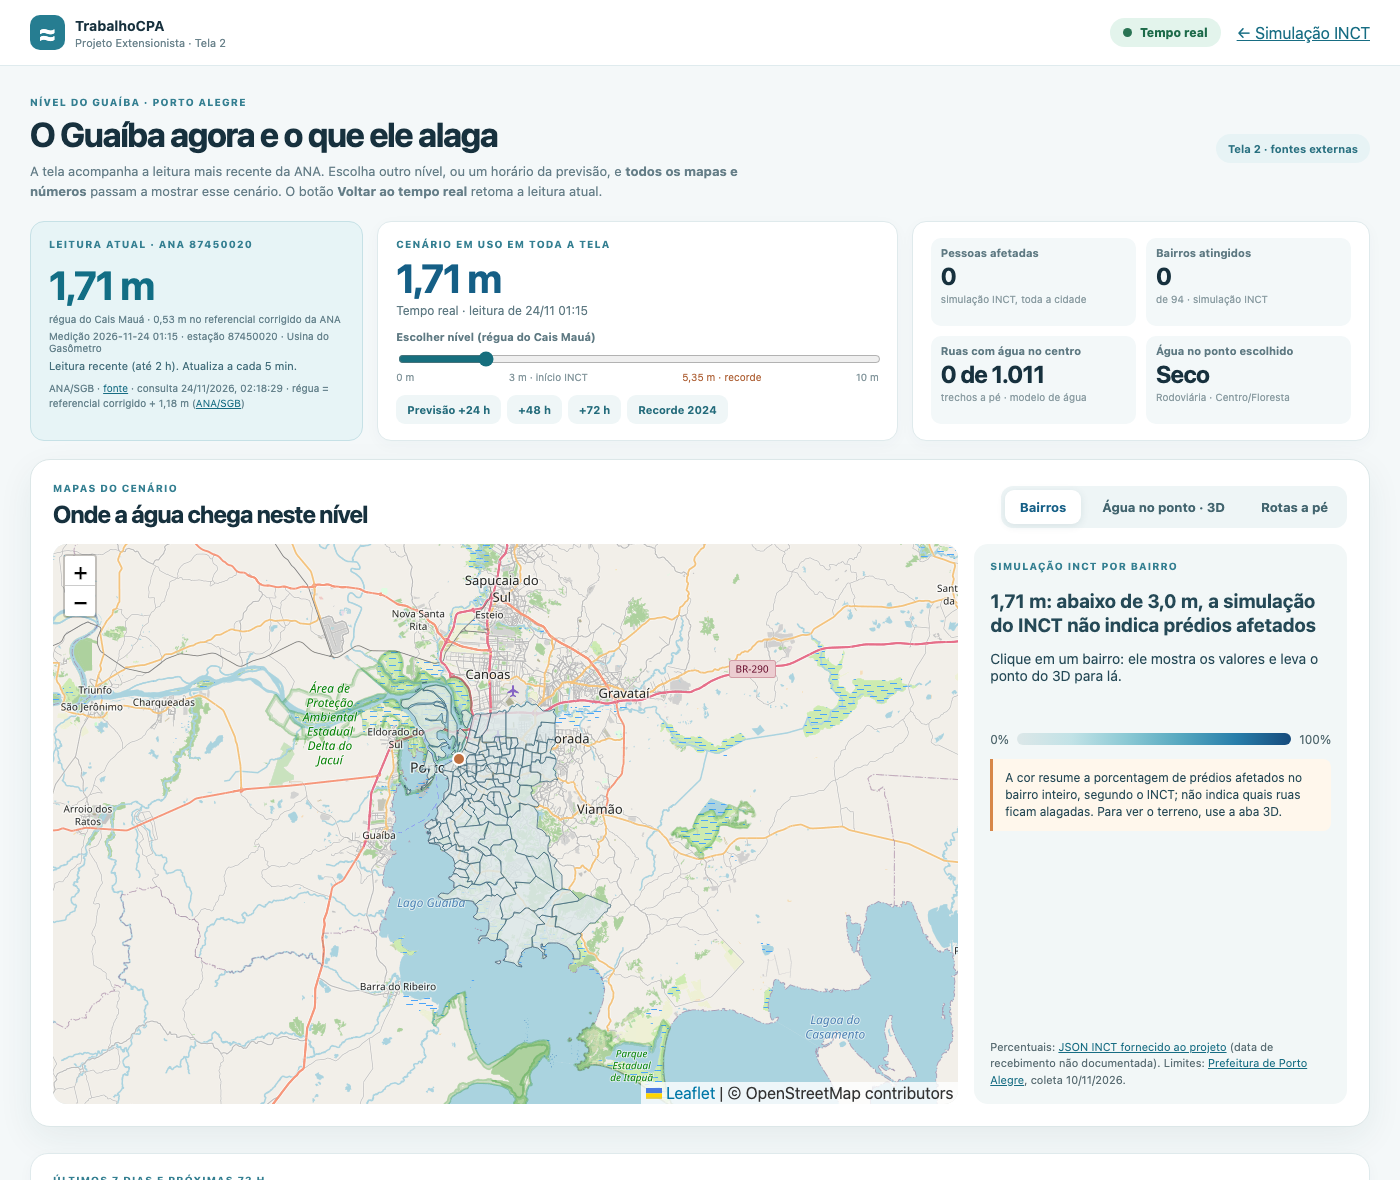 TrabalhoCPA
Projeto Extensionista · Tela 2
Tempo real
← Simulação INCT
NÍVEL DO GUAÍBA · PORTO ALEGRE
O Guaíba agora e o que ele alaga
A tela acompanha a leitura mais recente da ANA. Escolha outro nível, ou um horário da previsão, e todos os mapas e
números passam a mostrar esse cenário. O botão Voltar ao tempo real retoma a leitura atual.
Tela 2 · fontes externas
LEITURA ATUAL · ANA 87450020
1,71 m
régua do Cais Mauá · 0,53 m no referencial corrigido da ANA
Medição 2026-11-24 01:15 · estação 87450020 · Usina do
Gasômetro
Leitura recente (até 2 h). Atualiza a cada 5 min.
ANA/SGB · fonte · consulta 24/11/2026, 02:18:29 · régua =
referencial corrigido + 1,18 m (ANA/SGB)
CENÁRIO EM USO EM TODA A TELA
1,71 m
Tempo real · leitura de 24/11 01:15
Escolher nível (régua do Cais Mauá)
0 m
3 m · início INCT
5,35 m · recorde
10 m
Previsão +24 h
+48 h
+72 h
Recorde 2024
Pessoas afetadas
0
simulação INCT, toda a cidade
Bairros atingidos
0
de 94 · simulação INCT
Ruas com água no centro
0 de 1.011
trechos a pé · modelo de água
Água no ponto escolhido
Seco
Rodoviária · Centro/Floresta
MAPAS DO CENÁRIO
Onde a água chega neste nível
Bairros
Água no ponto · 3D
Rotas a pé
+
−
Sapucaia do
Sul
Nova Santa
Rita
Esteio
Sant
da
BR-290
Canoas
Gravataí
Triunfo
São Jerônimo
Charqueadas
Área de
Proteção
Ambiental
Estadual
Delta do
Jacuí
Eldorado do
Sul
orada
Viamão
Arroio dos
Ratos
Guaíba
Lago Guaíba
Barra do Ribeiro
Lagoa do
Casamento
Parque
Estadual
de Itapuã
Leaflet | © OpenStreetMap contributors
SIMULAÇÃO INCT POR BAIRRO
1,71 m: abaixo de 3,0 m, a simulação
do INCT não indica prédios afetados
Clique em um bairro: ele mostra os valores e leva o
ponto do 3D para lá.
0%
100%
A cor resume a porcentagem de prédios afetados no
bairro inteiro, segundo o INCT; não indica quais ruas
ficam alagadas. Para ver o terreno, use a aba 3D.
Percentuais: JSON INCT fornecido ao projeto (data de
recebimento não documentada). Limites: Prefeitura de Porto
Alegre, coleta 10/11/2026.
ÚLTIMOS 7 DIAS E PRÓXIMAS 72 H